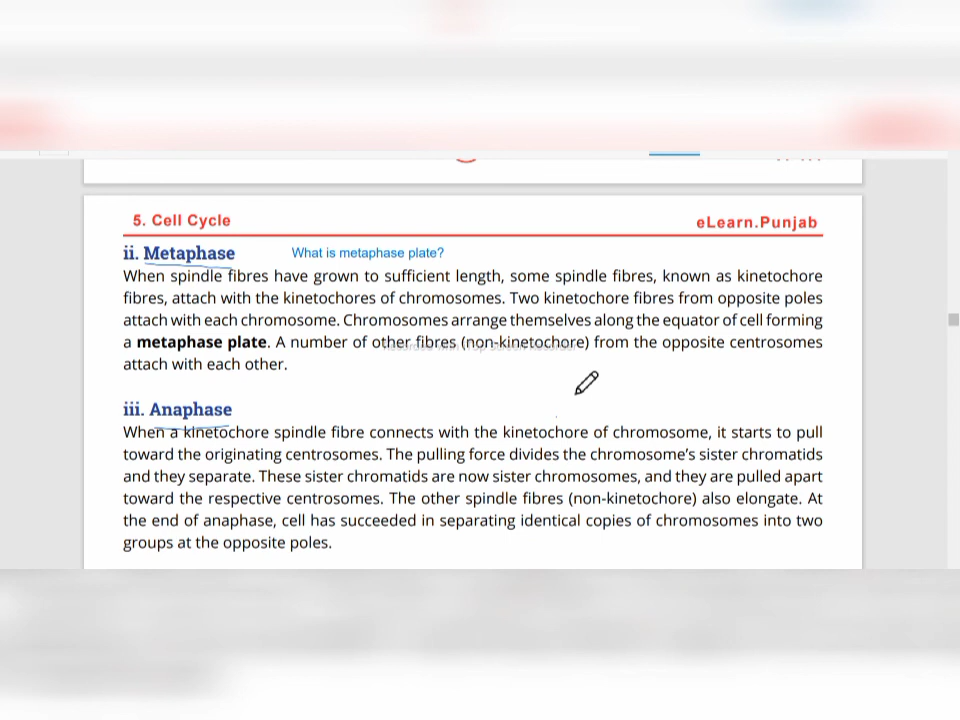 5. Cell Cycle
eLearn.Punjab
ii. Metaphase
What is metaphase plate?
When spindle fibres have grown to sufficient length, some spindle fibres, known as kinetochore
fibres, attach with the kinetochores of chromosomes. Two kinetochore fibres from opposite poles
attach with each chromosome. Chromosomes arrange themselves along the equator of cell forming
a metaphase plate. A number of other fibres (non-kinetochore) from the opposite centrosomes
attach with each other.
iii. Anaphase
When a kinetochore spindle fibre connects with the kinetochore of chromosome, it starts to pull
toward the originating centrosomes. The pulling force divides the chromosome's sister chromatids
and they separate. These sister chromatids are now sister chromosomes, and they are pulled apart
toward the respective centrosomes. The other spindle fibres (non-kinetochore) also elongate. At
the end of anaphase, cell has succeeded in separating identical copies of chromosomes into two
groups at the opposite poles.